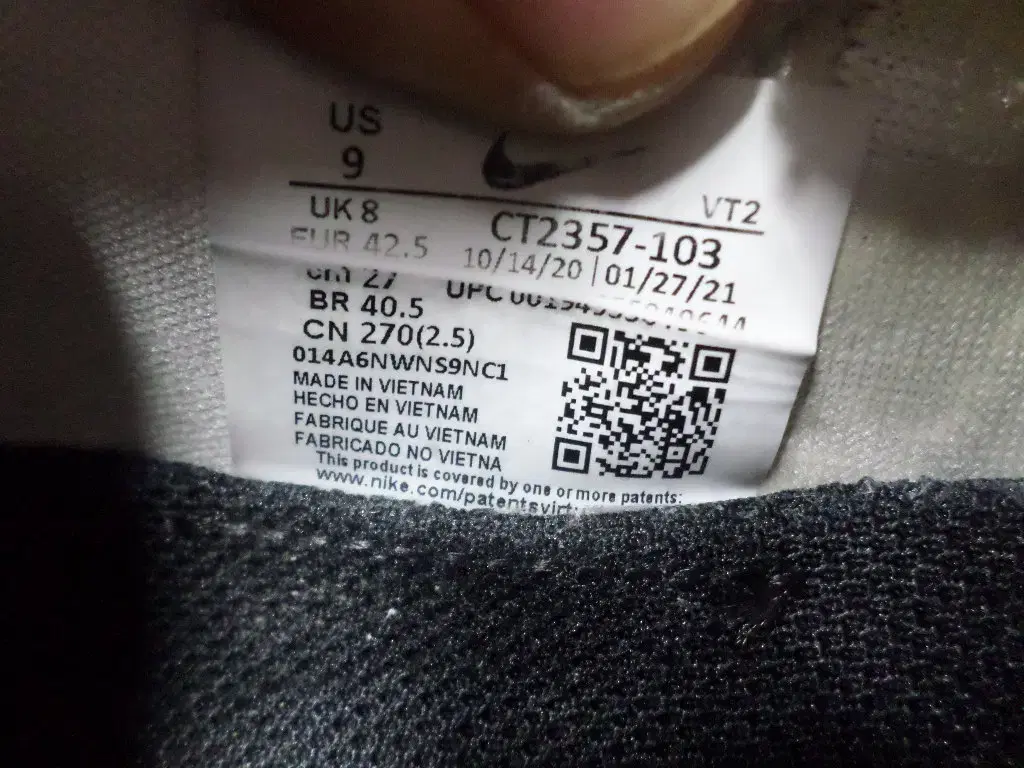 US
9
VT2
UK 8
CT2357-103
EUR 42.5
10/14/20 | 01/27/21
cm 27
UPC
BR 40.5
CN 270(2.5)
014A6NWNS9NC1
MADE IN VIETNAM
HECHO EN VIETNAM
FABRIQUE AU VIETNAM
FABRICADO NO VIETNA
This product is covered by one or more patents:
www.nike.com/patentsvirt